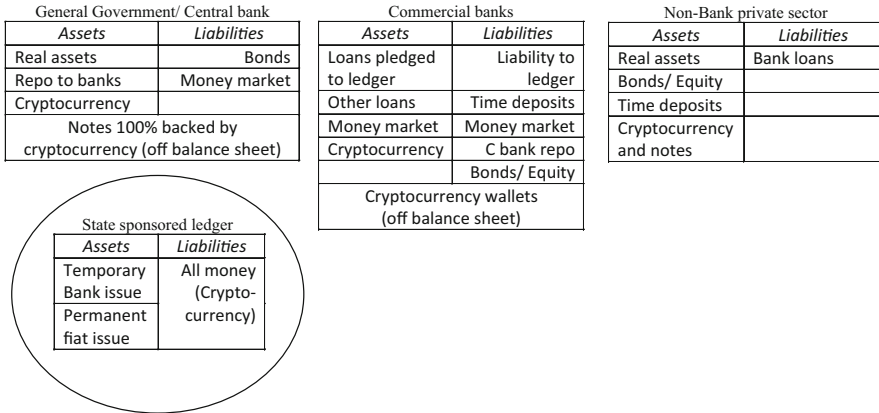 General Government/ Central bank
Assets Liabilities
Real assets Bonds
Repo to banks Money market
Cryptocurrency
Notes 100% backed by
cryptocurrency (off balance sheet)
Commercial banks
Assets Liabilities
Loans pledged Liability to
to ledger ledger
Other loans Time deposits
Money market Money market
Cryptocurrency C bank repo
Bonds/ Equity
Cryptocurrency wallets
(off balance sheet)
Non-Bank private sector
Assets Liabilities
Real assets Bank loans
Bonds/ Equity
Time deposits
Cryptocurrency
and notes
State sponsored ledger
Assets Liabilities
Temporary All money
Bank issue (Crypto-
Permanent currency)
fiat issue